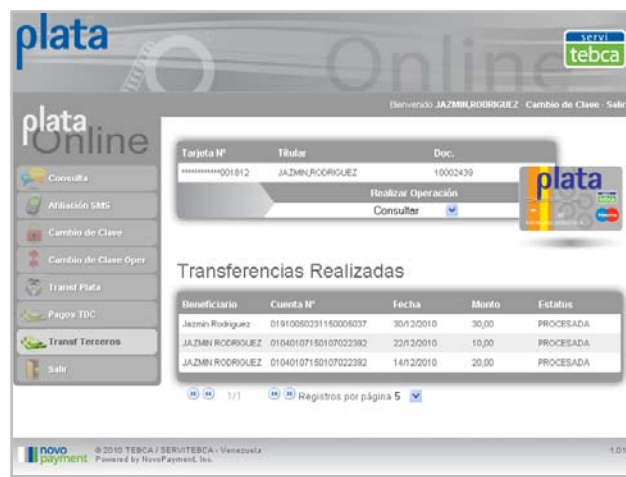 plata
Online
servi
tebca
Bienvenido JAZMIN,RODRIGUEZ - Cambio de Clave - Salir
plata
Online
Consulta
Afiliación SMS
Cambio de Clave
Cambio de Clave Oper
Transf Plata
Pagos TDC
Transf Terceros
Salir
Tarjeta Nº Titular Doc.
************001812 JAZMIN,RODRIGUEZ 10002439
Realizar Operación
Consultar
plata
Transferencias Realizadas
Beneficiario Cuenta Nº Fecha Monto Estatus
Jazmin Rodriguez 01910050231150005037 30/12/2010 30,00 PROCESADA
JAZMIN RODRIGUEZ 01040107150107022392 22/12/2010 10,00 PROCESADA
JAZMIN RODRIGUEZ 01040107150107022392 14/12/2010 20,00 PROCESADA
1/1 Registros por página 5
novo
payment
© 2010 TEBCA / SERVITEBCA - Venezuela
Powered by NovoPayment, Inc.
1.01